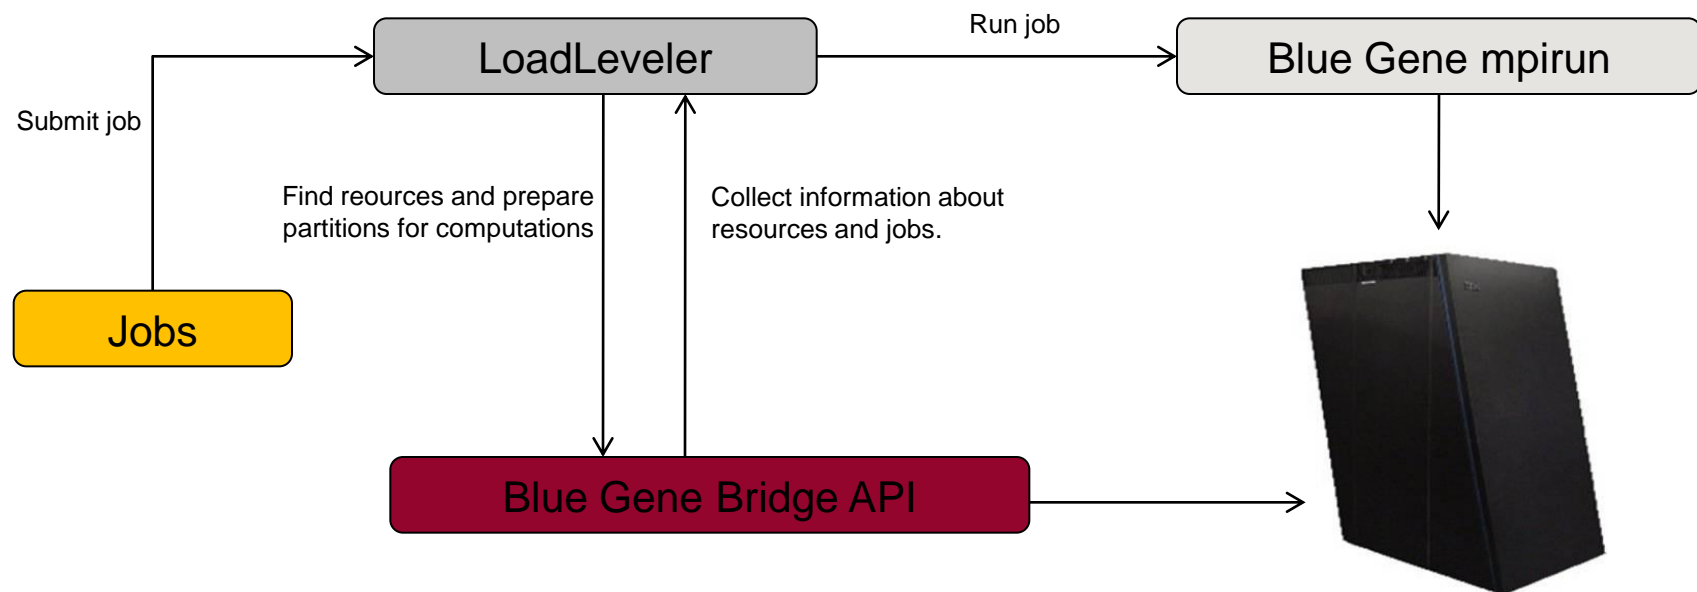 Run job
LoadLeveler
Blue Gene mpirun
Submit job
Find reources and prepare
partitions for computations
Collect information about
resources and jobs.
Jobs
Blue Gene Bridge API